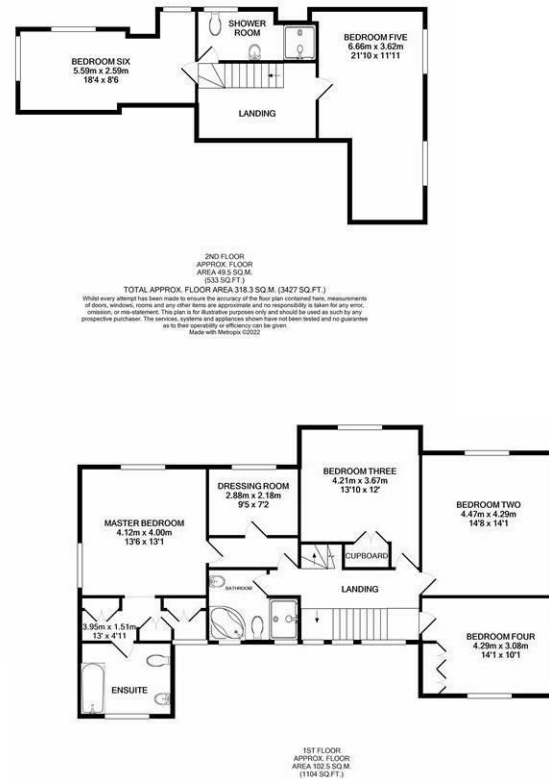 SHOWER
ROOM
BEDROOM FIVE
6.66m x 3.62m
21'10 x 11'11
BEDROOM SIX
5.59m x 2.59m
18'4 x 8'6
LANDING
2ND FLOOR
APPROX. FLOOR
AREA 49.5 SQ.M.
(533 SQ.FT.)
TOTAL APPROX. FLOOR AREA 318.3 SQ.M. (3427 SQ.FT.)
Whilst every attempt has been made to ensure the accuracy of the floor plan contained here, measurements
of doors, windows, rooms and any other items are approximate and no responsibility is taken for any error,
omission, or mis-statement. This plan is for illustrative purposes only and should be used as such by any
prospective purchaser. The services, systems and appliances shown have not been tested and no guarantee
as to their operability or efficiency can be given
Made with Metropix ©2022
BEDROOM THREE
4.21m x 3.67m
13'10 x 12'
DRESSING ROOM
2.88m x 2.18m
9'5 x 7'2
MASTER BEDROOM
4.12m x 4.00m
13'6 x 13'1
BEDROOM TWO
4.47m x 4.29m
14'8 x 14'1
CUPBOARD
BATHROOM
LANDING
3.95m x 1.51m
13' x 4'11
BEDROOM FOUR
4.29m x 3.08m
14'1 x 10'1
ENSUITE
1ST FLOOR
APPROX. FLOOR
AREA 102.5 SQ.M.
(1104 SQ.FT.)